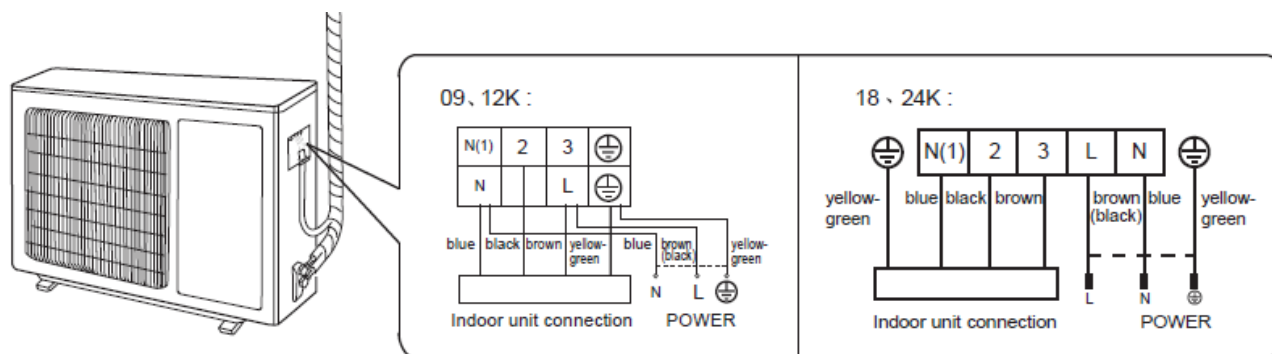 09、12K :
N(1) 2 3
N L
blue black brown yellow-green blue brown (black) yellow-green
N L
Indoor unit connection POWER
18、24K :
N(1) 2 3 L N
yellow-green blue black brown brown (black) blue yellow-green
L N
Indoor unit connection POWER